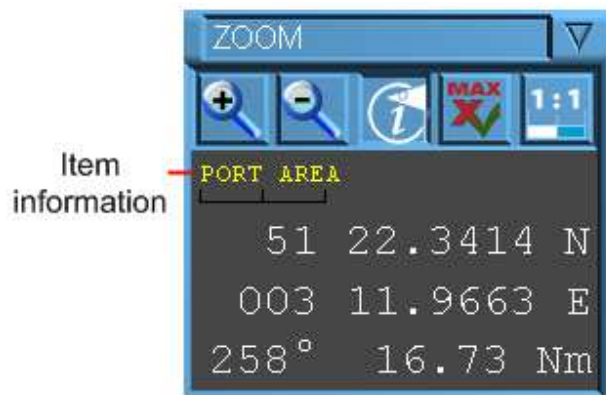 ZOOM
MAX
1:1
Item
information
PORT AREA
51 22.3414 N
003 11.9663 E
258° 16.73 Nm